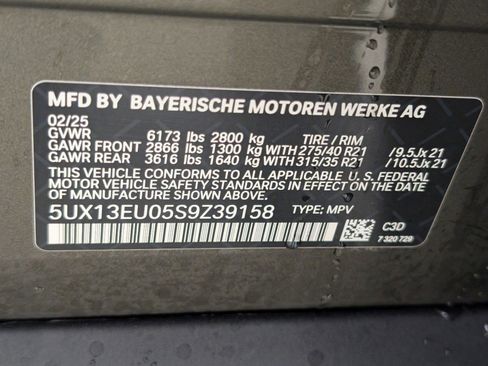 MFD BY BAYERISCHE MOTOREN WERKE AG
02/25
GVWR 6173 lbs 2800 kg TIRE / RIM
GAWR FRONT 2866 lbs 1300 kg WITH 275/40 R21 /9.5Jx21
GAWR REAR 3616 lbs 1640 kg WITH 315/35 R21 /10.5Jx21
THIS VEHICLE CONFORMS TO ALL APPLICABLE U. S. FEDERAL
MOTOR VEHICLE SAFETY STANDARDS IN EFFECT ON THE DATE OF
MANUFACTURE SHOWN ABOVE.
5UX13EU05S9Z39158 TYPE: MPV
C3D
7 320 729